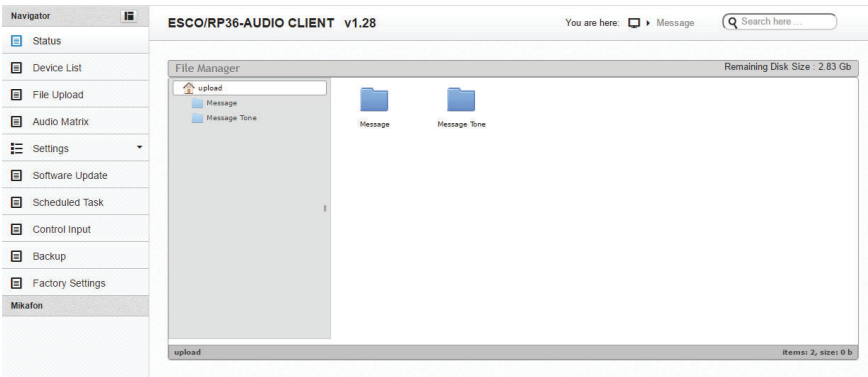 Navigator
Status
Device List
File Upload
Audio Matrix
Settings
Software Update
Scheduled Task
Control Input
Backup
Factory Settings
Mikafon
ESCO/RP36-AUDIO CLIENT v1.28
You are here: Message
Search here ...
File Manager
Remaining Disk Size : 2.83 Gb
upload
Message
Message Tone
Message
Message Tone
upload
items: 2, size: 0 b